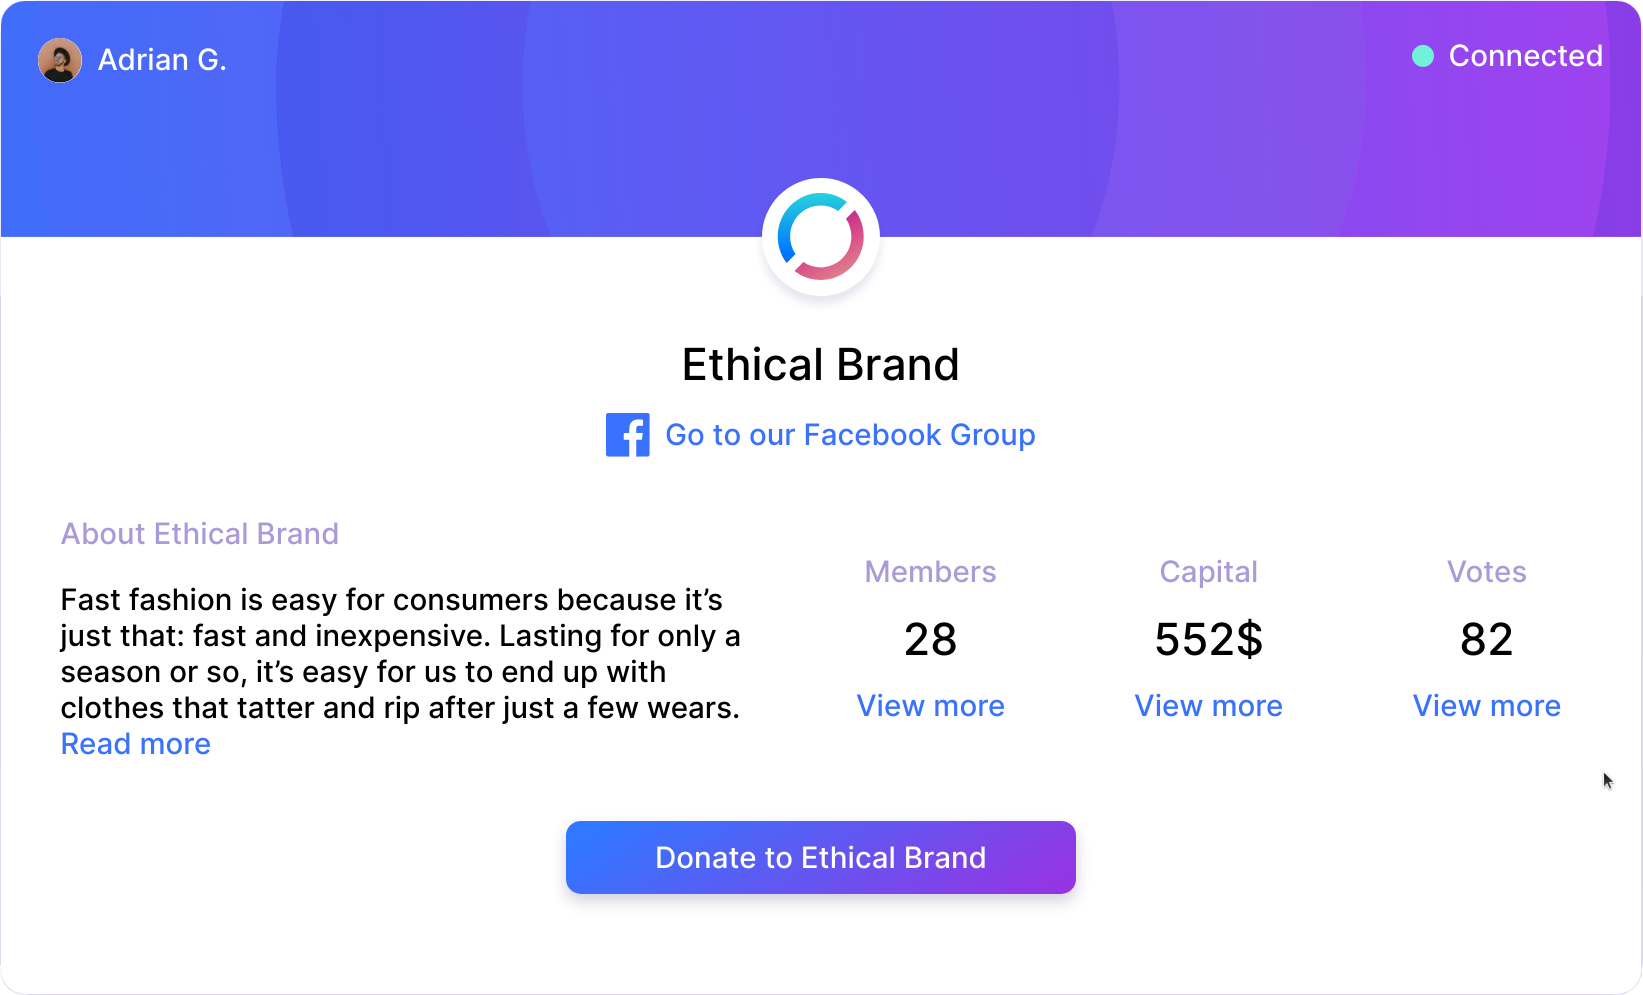 Adrian G.
Connected
Ethical Brand
Go to our Facebook Group
About Ethical Brand
Fast fashion is easy for consumers because it’s
just that: fast and inexpensive. Lasting for only a
season or so, it’s easy for us to end up with
clothes that tatter and rip after just a few wears.
Read more
Members
28
View more
Capital
552$
View more
Votes
82
View more
Donate to Ethical Brand